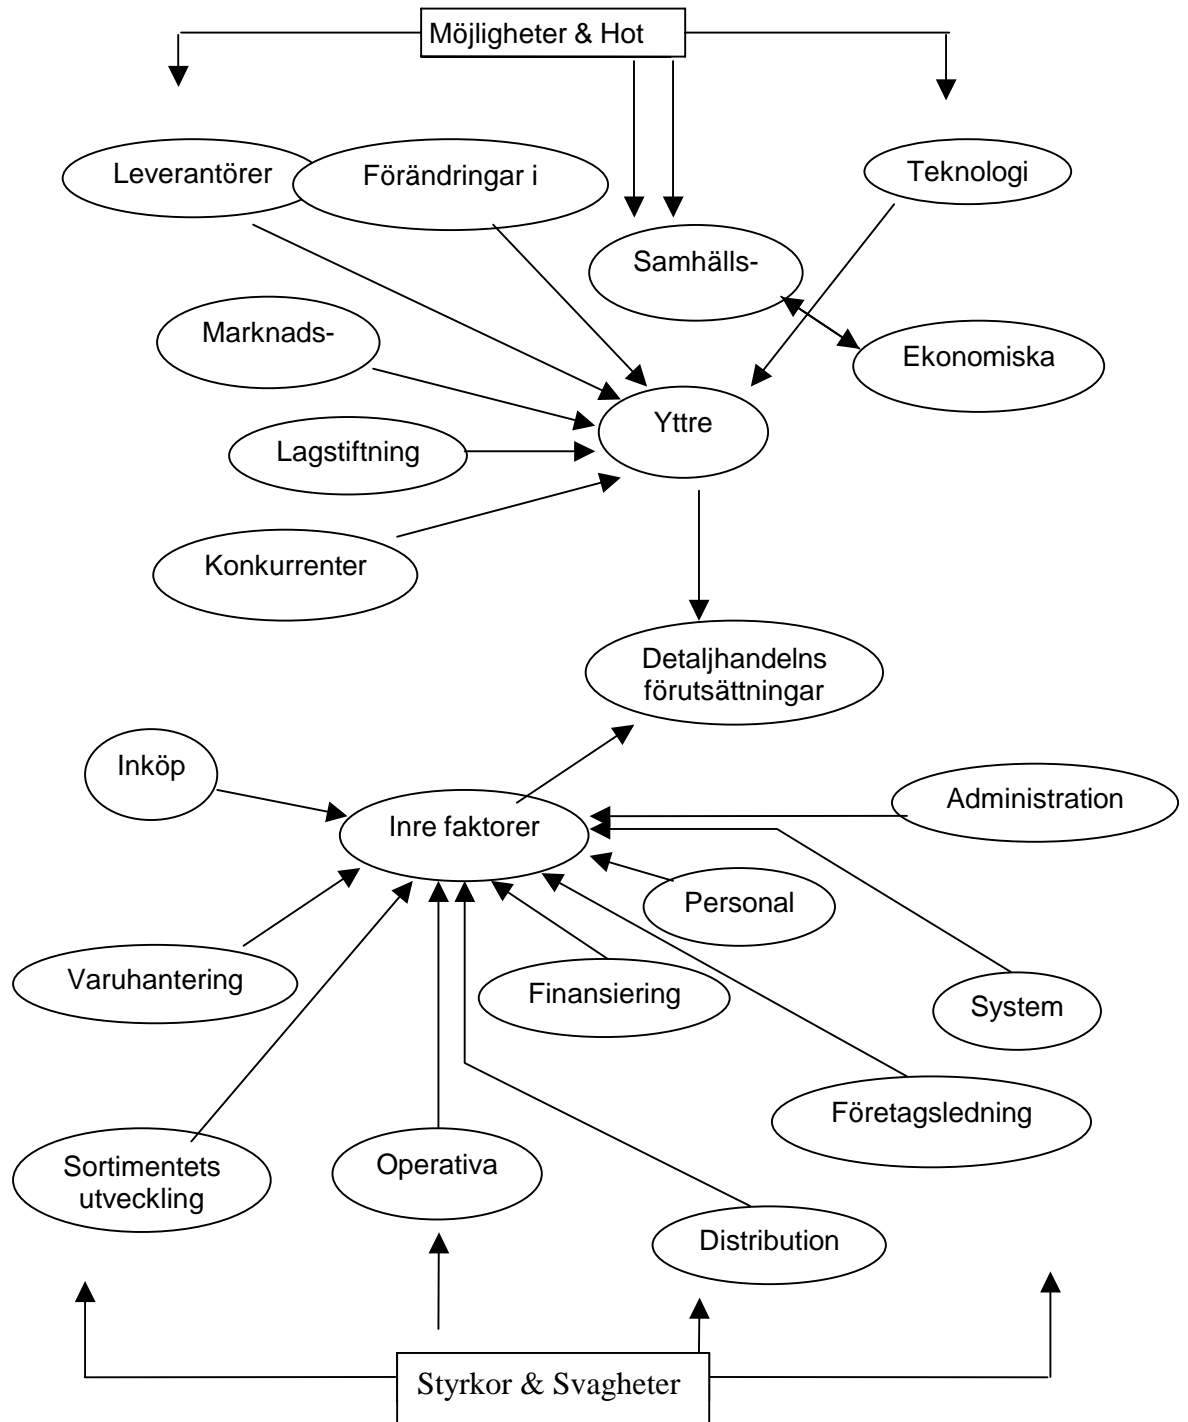 Möjligheter & Hot
Leverantörer
Förändringar i
Teknologi
Samhälls-
Marknads-
Ekonomiska
Yttre
Lagstiftning
Konkurrenter
Detaljhandelns
förutsättningar
Inköp
Inre faktorer
Administration
Personal
Varuhantering
Finansiering
System
Företagsledning
Sortimentets
utveckling
Operativa
Distribution
Styrkor & Svagheter